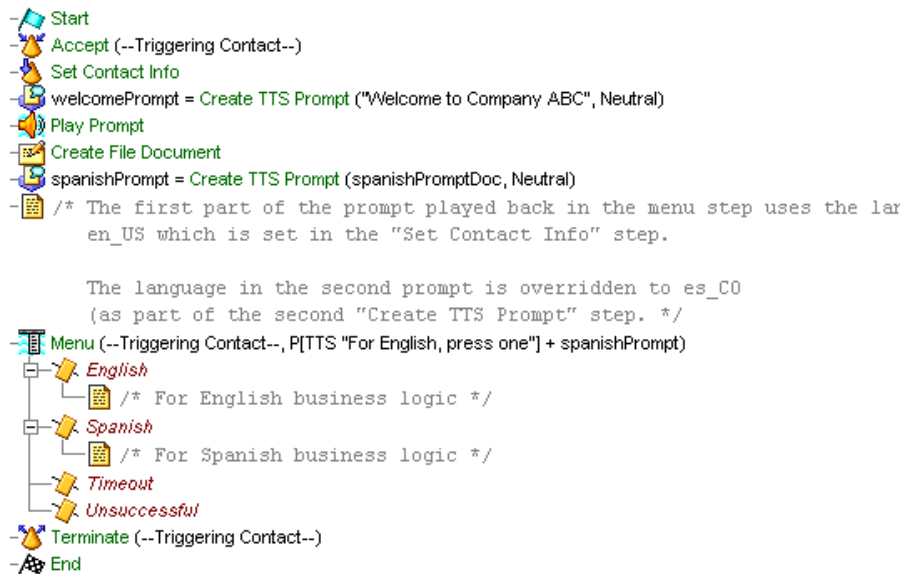 Start
Accept (--Triggering Contact--)
Set Contact Info
welcomePrompt = Create TTS Prompt ("Welcome to Company ABC", Neutral)
Play Prompt
Create File Document
spanishPrompt = Create TTS Prompt (spanishPromptDoc, Neutral)
/* The first part of the prompt played back in the menu step uses the
en_US which is set in the "Set Contact Info" step.
The language in the second prompt is overridden to es_CO
(as part of the second "Create TTS Prompt" step. */
Menu (--Triggering Contact--, P[TTS "For English, press one"] + spanishPrompt)
English
/* For English business logic */
Spanish
/* For Spanish business logic */
Timeout
Unsuccessful
Terminate (--Triggering Contact--)
End